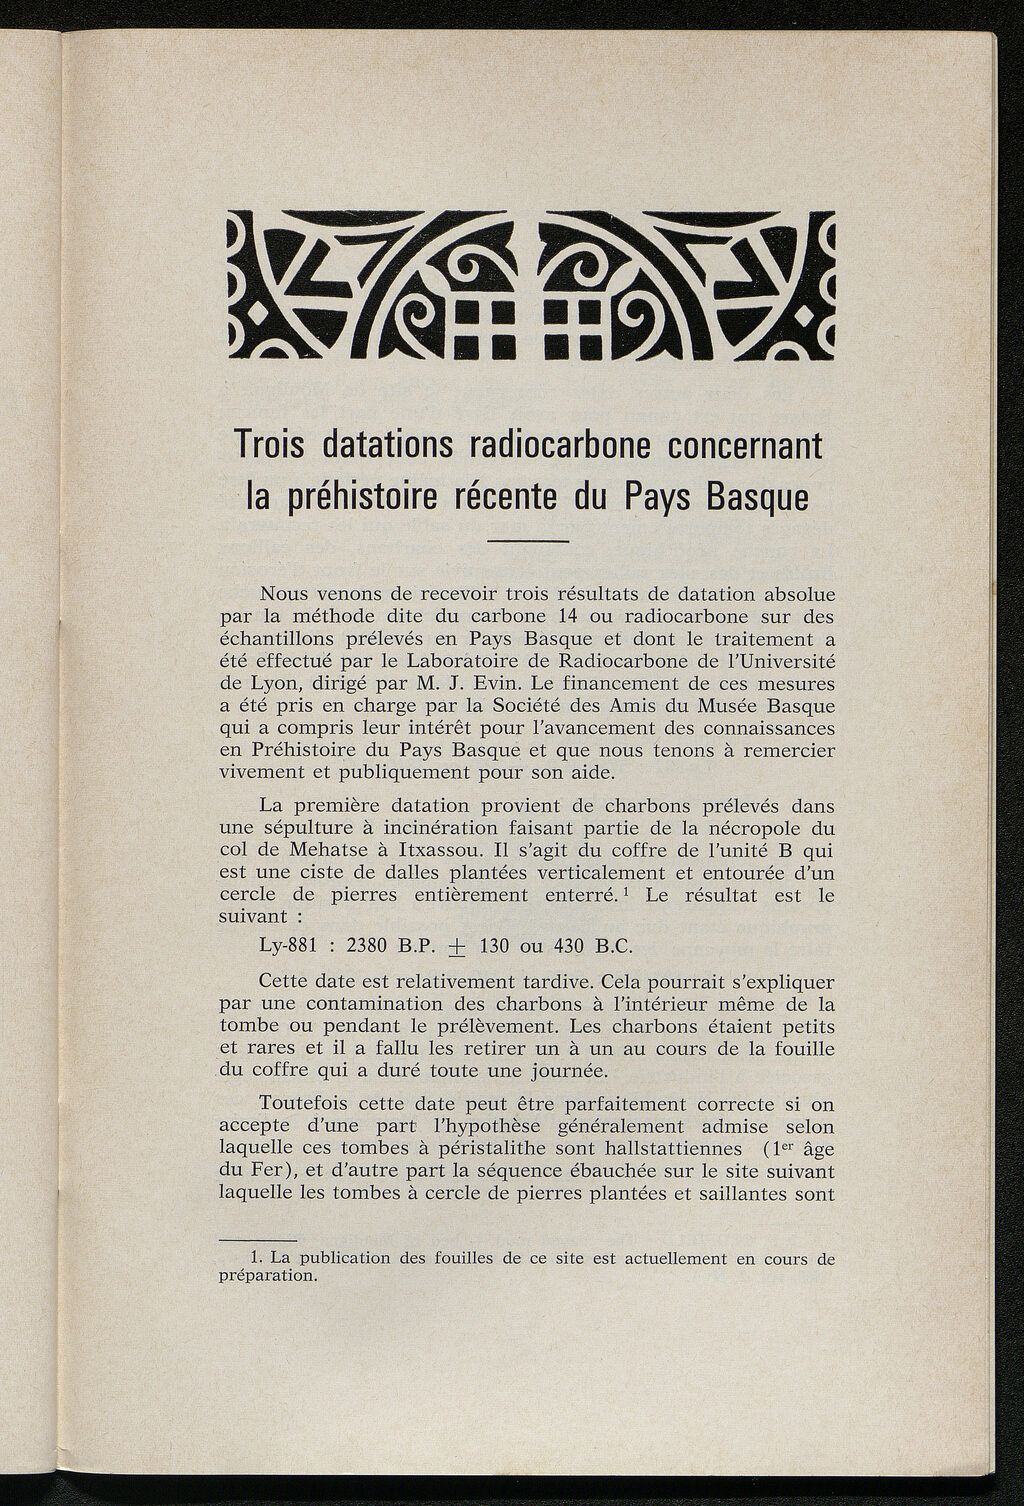 Trois datations radiocarbone concernant
la préhistoire récente du Pays Basque
Nous venons de recevoir trois résultats de datation absolue
par la méthode dite du carbone 14 ou radiocarbone sur des
échantillons prélevés en Pays Basque et dont le traitement a
été effectué par le Laboratoire de Radiocarbone de l'Université
de Lyon, dirigé par M. J. Evin. Le financement de ces mesures
a été pris en charge par la Société des Amis du Musée Basque
qui a compris leur intérêt pour l'avancement des connaissances
en Préhistoire du Pays Basque et que nous tenons à remercier
vivement et publiquement pour son aide.
La première datation provient de charbons prélevés dans
une sépulture à incinération faisant partie de la nécropole du
col de Mehatse à Itxassou. Il s'agit du coffre de l'unité B qui
est une ciste de dalles plantées verticalement et entourée d'un
cercle de pierres entièrement enterré.¹ Le résultat est le
suivant :
Ly-881 : 2380 B.P. ± 130 ou 430 B.C.
Cette date est relativement tardive. Cela pourrait s'expliquer
par une contamination des charbons à l'intérieur même de la
tombe ou pendant le prélèvement. Les charbons étaient petits
et rares et il a fallu les retirer un à un au cours de la fouille
du coffre qui a duré toute une journée.
Toutefois cette date peut être parfaitement correcte si on
accepte d'une part l'hypothèse généralement admise selon
laquelle ces tombes à péristalithe sont hallstattiennes (1er âge
du Fer), et d'autre part la séquence ébauchée sur le site suivant
laquelle les tombes à cercle de pierres plantées et saillantes sont
1. La publication des fouilles de ce site est actuellement en cours de
préparation.